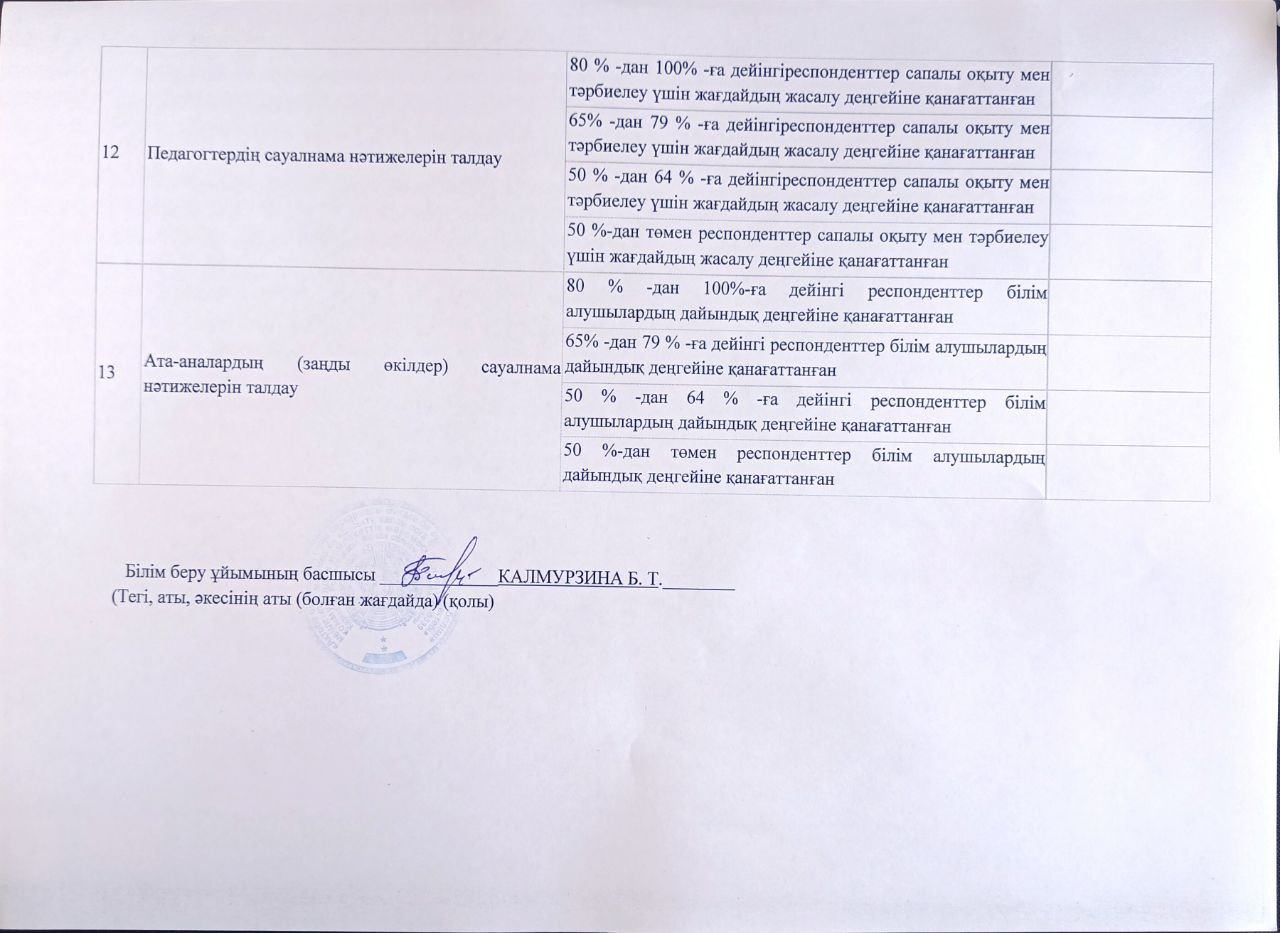 80 % -дан 100% -ға дейінгіреспонденттер сапалы оқыту мен
тәрбиелеу үшін жағдайдың жасалу деңгейіне қанағаттанған
65% -дан 79 % -ға дейінгіреспонденттер сапалы оқыту мен
тәрбиелеу үшін жағдайдың жасалу деңгейіне қанағаттанған
12
Педагогтердің сауалнама нәтижелерін талдау
50 % -дан 64 % -ға дейінгіреспонденттер сапалы оқыту мен
тәрбиелеу үшін жағдайдың жасалу деңгейіне қанағаттанған
50 %-дан төмен респонденттер сапалы оқыту мен тәрбиелеу
үшін жағдайдың жасалу деңгейіне қанағаттанған
80 % -дан 100%-ға дейінгі респонденттер білім
алушылардың дайындық деңгейіне қанағаттанған
65% -дан 79 % -ға дейінгі респонденттер білім алушылардың
дайындық деңгейіне қанағаттанған
13
Ата-аналардың (заңды өкілдер) сауалнама
нәтижелерін талдау
50 % -дан 64 % -ға дейінгі респонденттер білім
алушылардың дайындық деңгейіне қанағаттанған
50 %-дан төмен респонденттер білім алушылардың
дайындық деңгейіне қанағаттанған
Білім беру ұйымының басшысы КАЛМУРЗИНА Б. Т.
(Тегі, аты, әкесінің аты (болған жағдайда) (қолы)